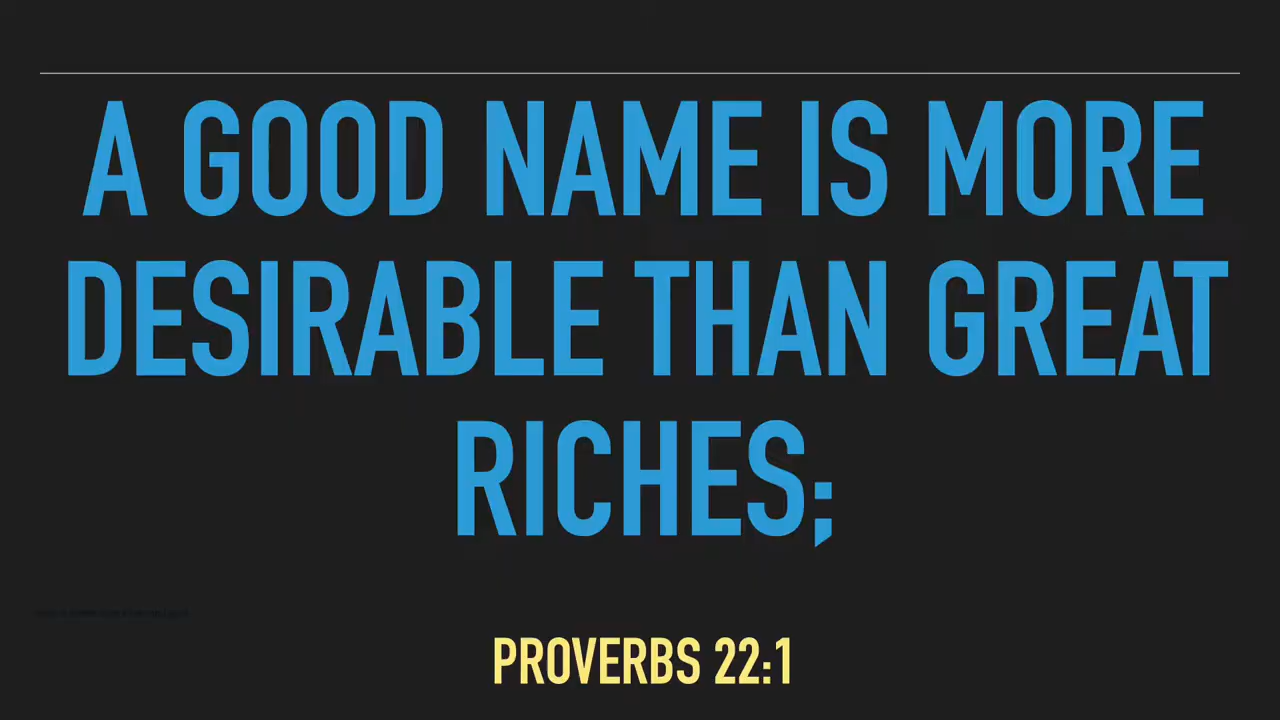 A GOOD NAME IS MORE
DESIRABLE THAN GREAT
RICHES;
PROVERBS 22:1